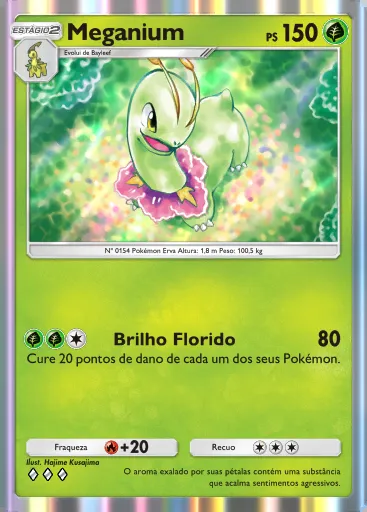 ESTÁGIO 2
Meganium
PS 150
Evolui de Bayleef
Nº 0154 Pokémon Erva Altura: 1,8 m Peso: 100,5 kg
Brilho Florido 80
Cure 20 pontos de dano de cada um dos seus Pokémon.
Fraqueza +20 Recuo
Ilust. Hajime Kusajima
O aroma exalado por suas pétalas contém uma substância
que acalma sentimentos agressivos.